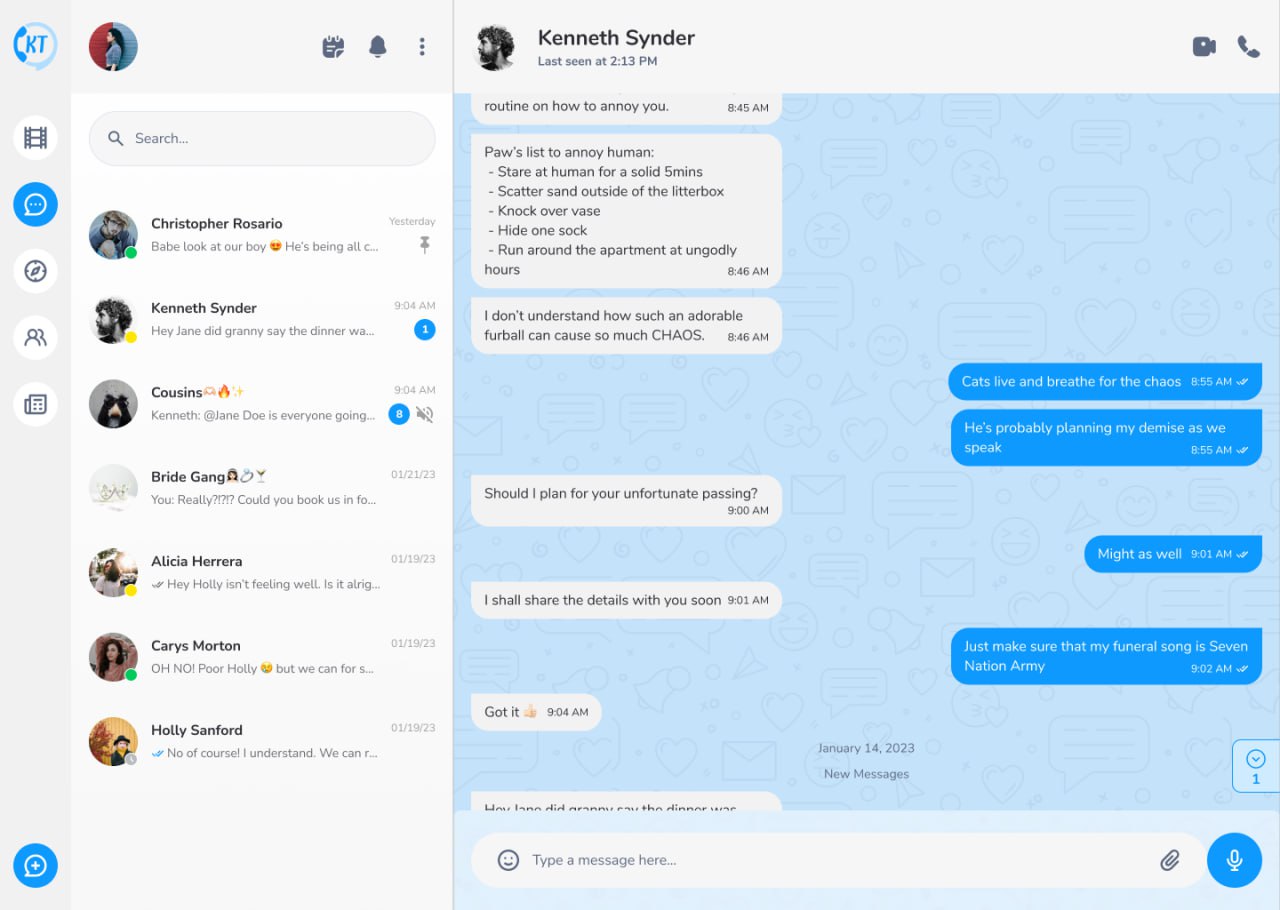 KT
Search...
Christopher Rosario
Yesterday
Babe look at our boy 😍 He's being all c...
Kenneth Synder
9:04 AM
Hey Jane did granny say the dinner wa...
1
Cousins🫶🏻🔥✨
9:04 AM
Kenneth: @Jane Doe is everyone going...
8
Bride Gang👰🏻‍♀️💍🍸
01/21/23
You: Really?!?!? Could you book us in fo...
Alicia Herrera
01/19/23
Hey Holly isn't feeling well. Is it alrig...
Carys Morton
01/19/23
OH NO! Poor Holly 😢 but we can for s...
Holly Sanford
01/19/23
No of course! I understand. We can r...
Kenneth Synder
Last seen at 2:13 PM
routine on how to annoy you.
8:45 AM
Paw's list to annoy human:
- Stare at human for a solid 5mins
- Scatter sand outside of the litterbox
- Knock over vase
- Hide one sock
- Run around the apartment at ungodly
hours
8:46 AM
I don't understand how such an adorable
furball can cause so much CHAOS.
8:46 AM
Cats live and breathe for the chaos
8:55 AM
He's probably planning my demise as we
speak
8:55 AM
Should I plan for your unfortunate passing?
9:00 AM
Might as well
9:01 AM
I shall share the details with you soon
9:01 AM
Just make sure that my funeral song is Seven
Nation Army
9:02 AM
Got it 👍🏻
9:04 AM
January 14, 2023
New Messages
1
Hey Jane did granny say the dinner was
Type a message here...